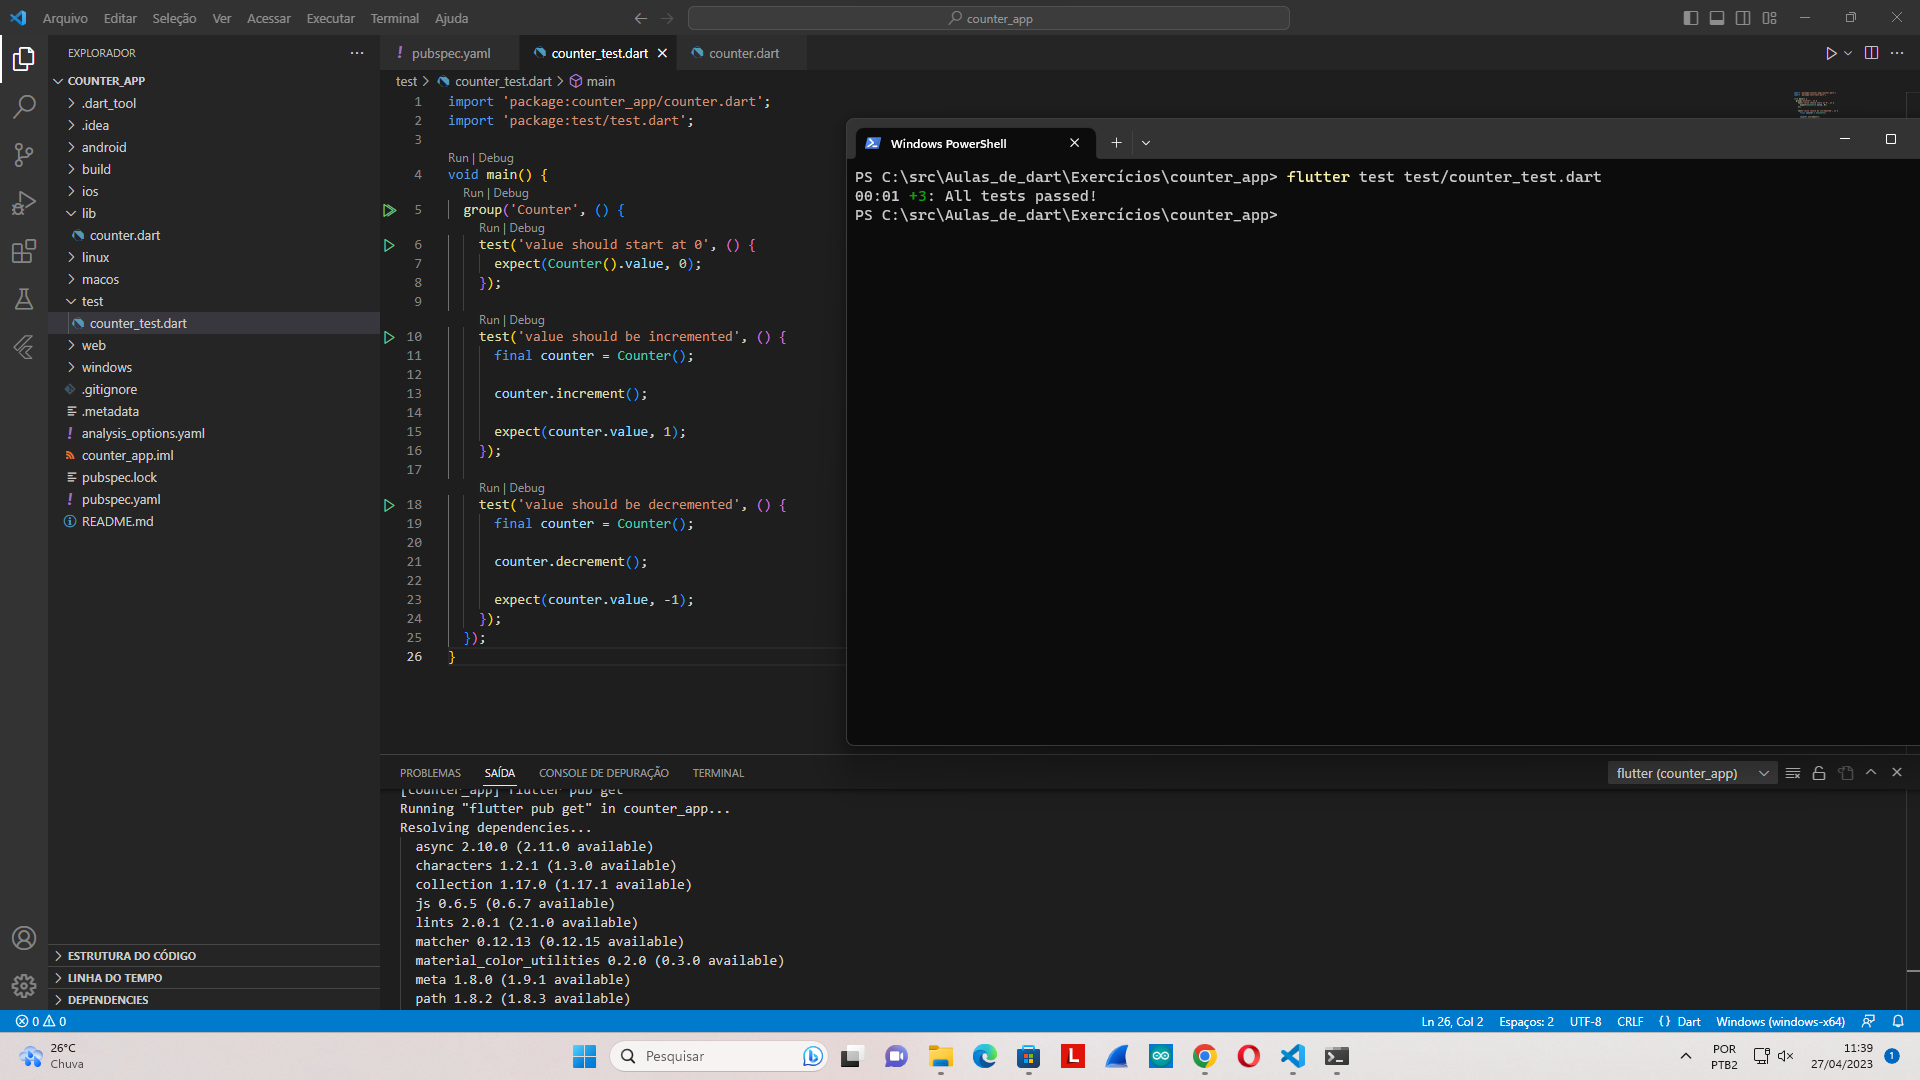 Arquivo Editar Seleção Ver Acessar Executar Terminal Ajuda
counter_app
EXPLORADOR
COUNTER_APP
.dart_tool
.idea
android
build
ios
lib
counter.dart
linux
macos
test
counter_test.dart
web
windows
.gitignore
.metadata
analysis_options.yaml
counter_app.iml
pubspec.lock
pubspec.yaml
README.md
ESTRUTURA DO CÓDIGO
LINHA DO TEMPO
DEPENDENCIES
pubspec.yaml counter_test.dart counter.dart
test > counter_test.dart > main
1 import 'package:counter_app/counter.dart';
2 import 'package:test/test.dart';
3
Run | Debug
4 void main() {
Run | Debug
5 group('Counter', () {
Run | Debug
6 test('value should start at 0', () {
7 expect(Counter().value, 0);
8 });
9
Run | Debug
10 test('value should be incremented', () {
11 final counter = Counter();
12
13 counter.increment();
14
15 expect(counter.value, 1);
16 });
17
Run | Debug
18 test('value should be decremented', () {
19 final counter = Counter();
20
21 counter.decrement();
22
23 expect(counter.value, -1);
24 });
25 });
26 }
Windows PowerShell
PS C:\src\Aulas_de_dart\Exercícios\counter_app> flutter test test/counter_test.dart
00:01 +3: All tests passed!
PS C:\src\Aulas_de_dart\Exercícios\counter_app>
PROBLEMAS SAÍDA CONSOLE DE DEPURAÇÃO TERMINAL
flutter (counter_app)
[counter_app] flutter pub get
Running "flutter pub get" in counter_app...
Resolving dependencies...
async 2.10.0 (2.11.0 available)
characters 1.2.1 (1.3.0 available)
collection 1.17.0 (1.17.1 available)
js 0.6.5 (0.6.7 available)
lints 2.0.1 (2.1.0 available)
matcher 0.12.13 (0.12.15 available)
material_color_utilities 0.2.0 (0.3.0 available)
meta 1.8.0 (1.9.1 available)
path 1.8.2 (1.8.3 available)
0 0
Ln 26, Col 2 Espaços: 2 UTF-8 CRLF {} Dart Windows (windows-x64)
26°C
Chuva
Pesquisar
L
POR
PTB2
11:39
27/04/2023
1